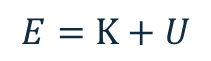 E = K + U